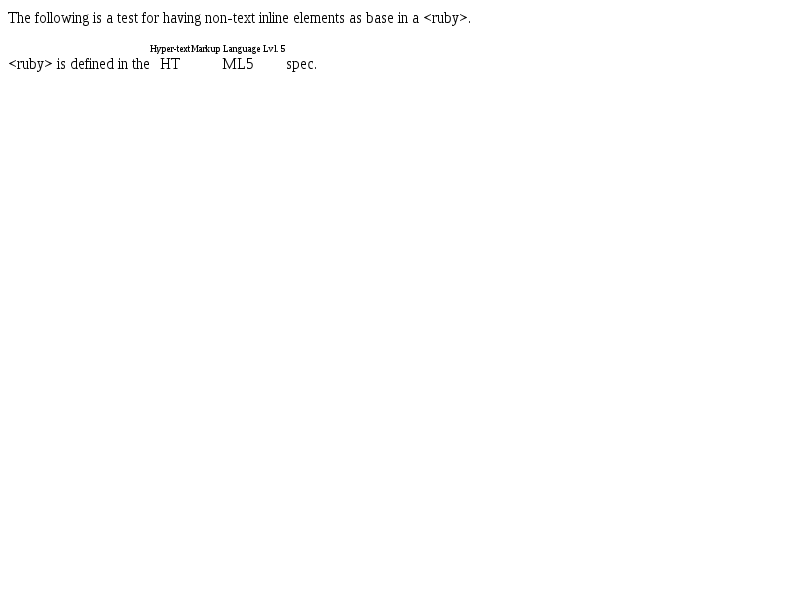 The following is a test for having non-text inline elements as base in a <ruby>.
Hyper-textMarkup Language Lvl. 5
<ruby> is defined in the HT ML5 spec.